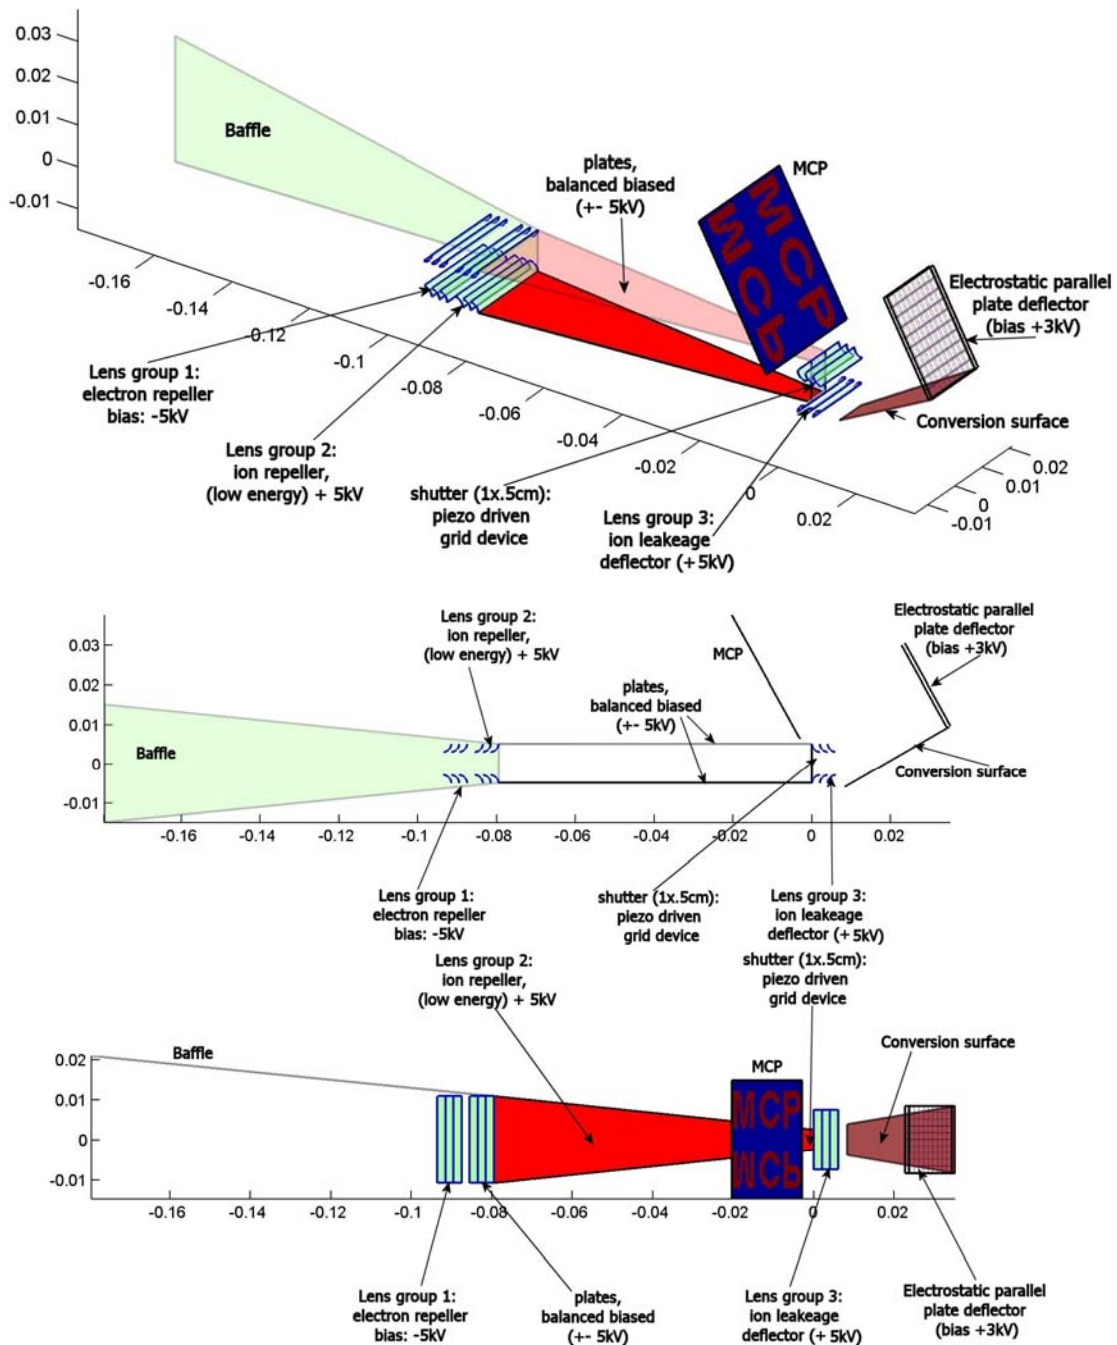 0.03
0.02
0.01
0
-0.01
Baffle
plates,
balanced biased
(+- 5kV)
MCP
MCP
MCP
Electrostatic parallel
plate deflector
(bias +3kV)
Conversion surface
-0.16
-0.14
-0.12
-0.1
-0.08
-0.06
-0.04
-0.02
0
0.02
0.02
0.01
0
-0.01
Lens group 1:
electron repeller
bias: -5kV
Lens group 2:
ion repeller,
(low energy) + 5kV
shutter (1x.5cm):
piezo driven
grid device
Lens group 3:
ion leakeage
deflector (+5kV)
Lens group 2:
ion repeller,
(low energy) + 5kV
MCP
plates,
balanced biased
(+- 5kV)
Electrostatic parallel
plate deflector
(bias +3kV)
0.03
0.02
0.01
0
-0.01
Baffle
Conversion surface
-0.16
-0.14
-0.12
-0.1
-0.08
-0.06
-0.04
-0.02
0
0.02
Lens group 1:
electron repeller
bias: -5kV
shutter (1x.5cm):
piezo driven
grid device
Lens group 3:
ion leakeage
deflector (+5kV)
Lens group 2:
ion repeller,
(low energy) + 5kV
shutter (1x.5cm):
piezo driven
grid device
Baffle
MCP
Conversion surface
0.02
0.01
0
-0.01
MCP
MCP
-0.16
-0.14
-0.12
-0.1
-0.08
-0.06
-0.04
-0.02
0
0.02
Lens group 1:
electron repeller
bias: -5kV
plates,
balanced biased
(+- 5kV)
Lens group 3:
ion leakeage
deflector (+5kV)
Electrostatic parallel
plate deflector
(bias +3kV)